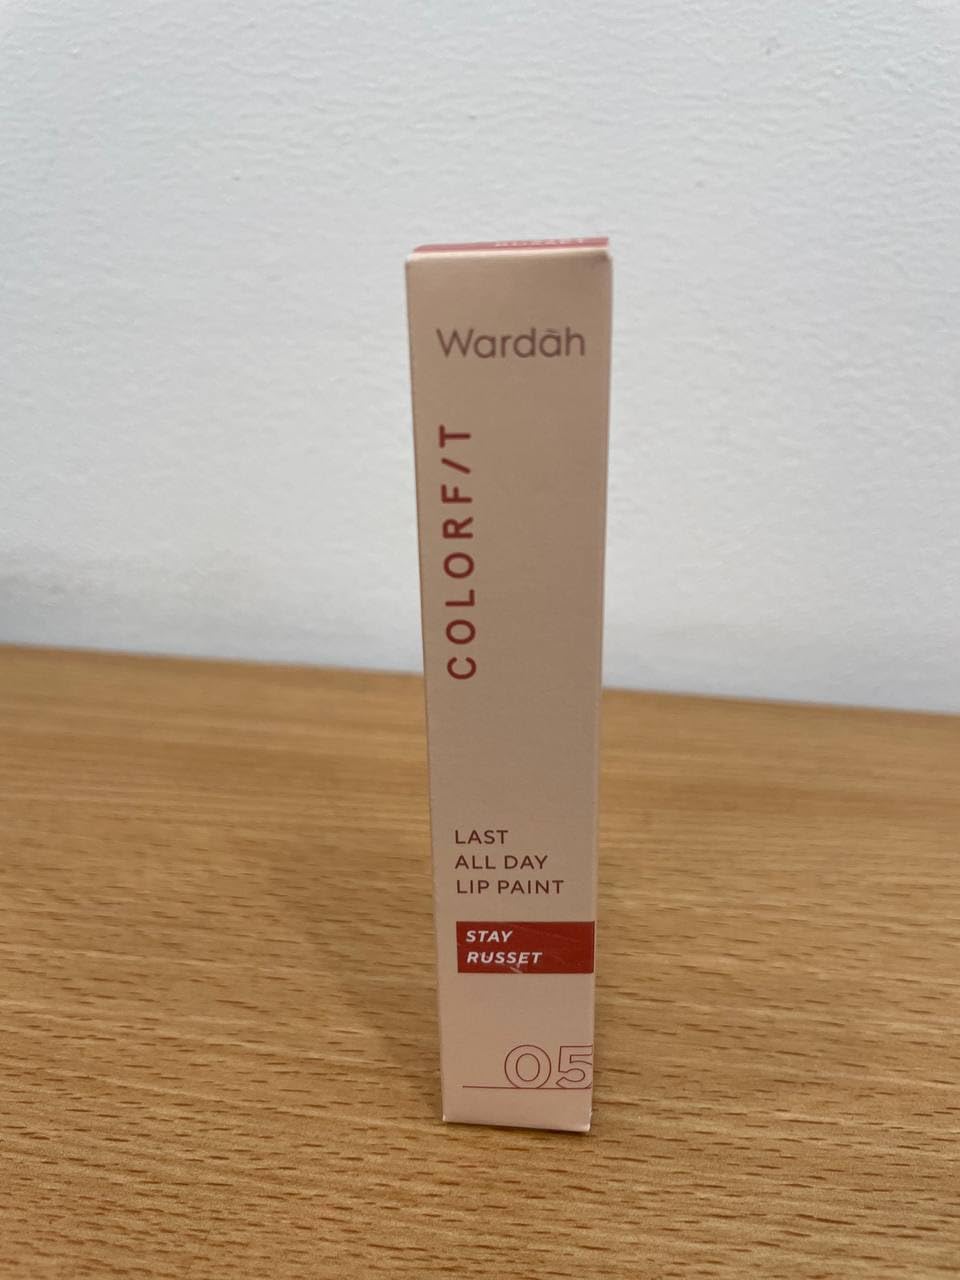 Wardah
COLORF/T
LAST
ALL DAY
LIP PAINT
STAY
RUSSET
05